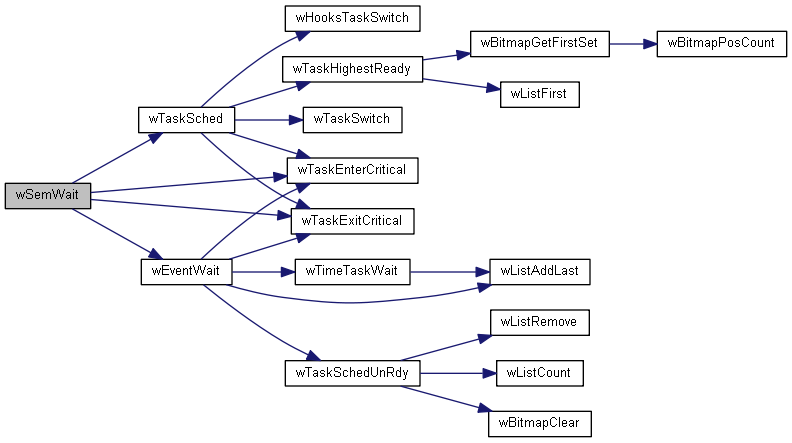 wHooksTaskSwitch
wBitmapGetFirstSet
wBitmapPosCount
wTaskHighestReady
wListFirst
wTaskSched
wTaskSwitch
wTaskEnterCritical
wSemWait
wTaskExitCritical
wEventWait
wTimeTaskWait
wListAddLast
wListRemove
wTaskSchedUnRdy
wListCount
wBitmapClear